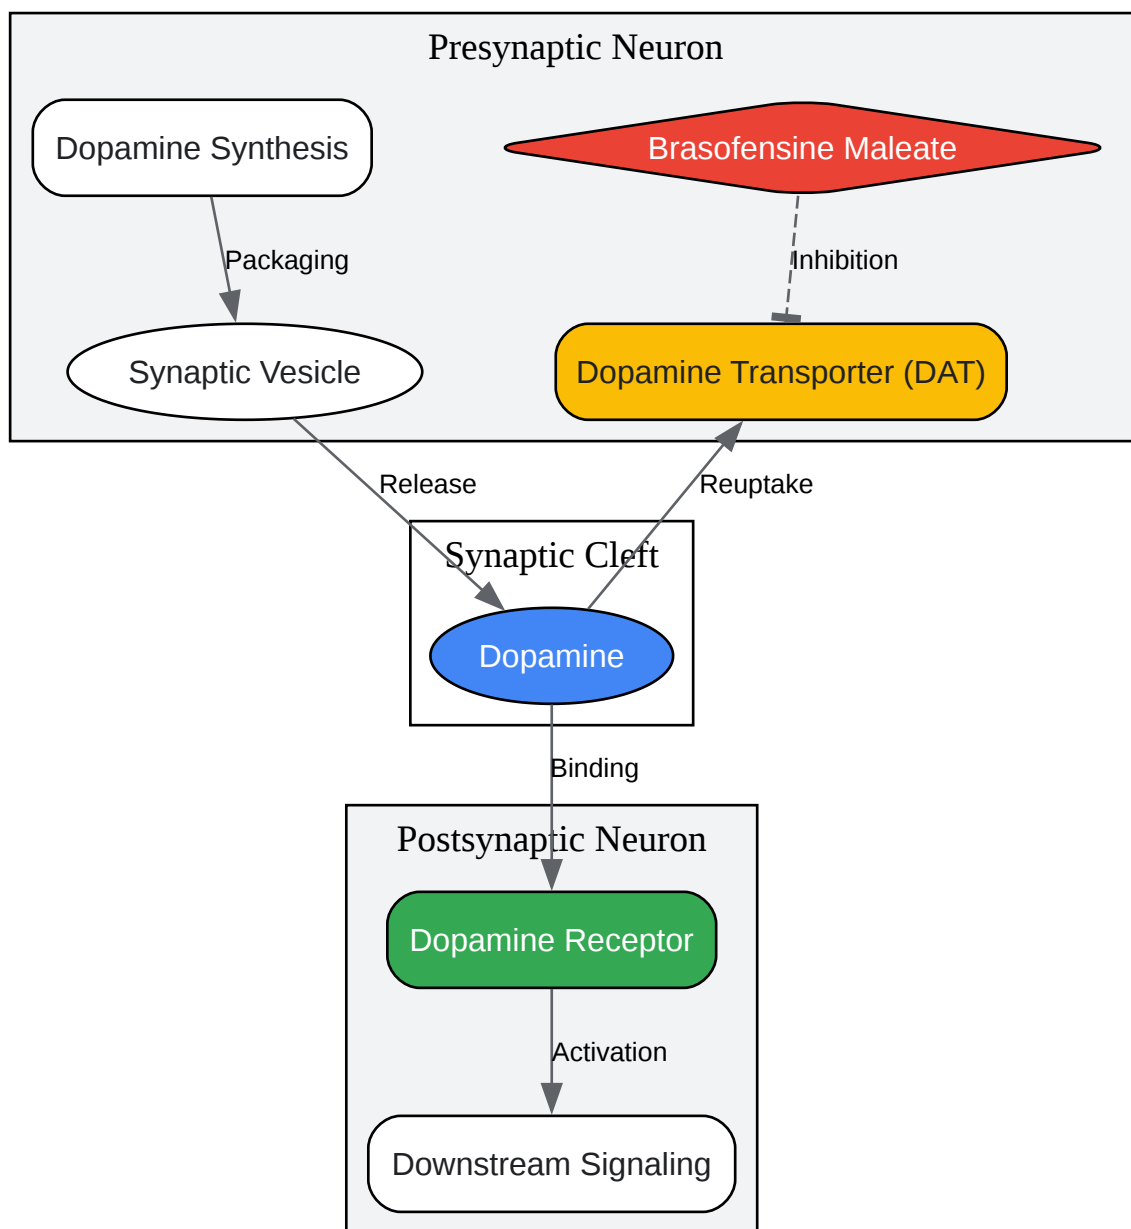 Presynaptic Neuron
Dopamine Synthesis
Brasofensine Maleate
Packaging
Inhibition
Synaptic Vesicle
Dopamine Transporter (DAT)
Release
Reuptake
Synaptic Cleft
Dopamine
Binding
Postsynaptic Neuron
Dopamine Receptor
Activation
Downstream Signaling